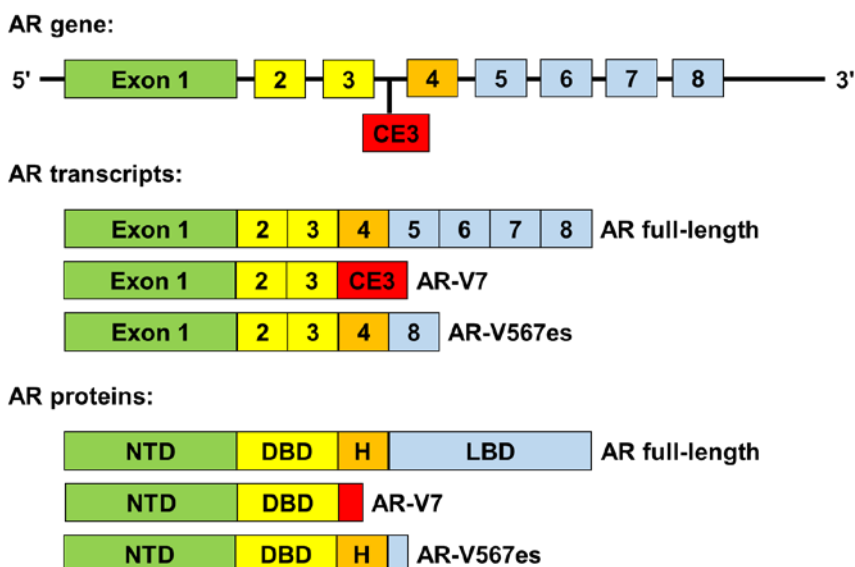 AR gene:
5' Exon 1 2 3 4 5 6 7 8 3'
CE3
AR transcripts:
Exon 1 2 3 4 5 6 7 8 AR full-length
Exon 1 2 3 CE3 AR-V7
Exon 1 2 3 4 8 AR-V567es
AR proteins:
NTD DBD H LBD AR full-length
NTD DBD AR-V7
NTD DBD H AR-V567es